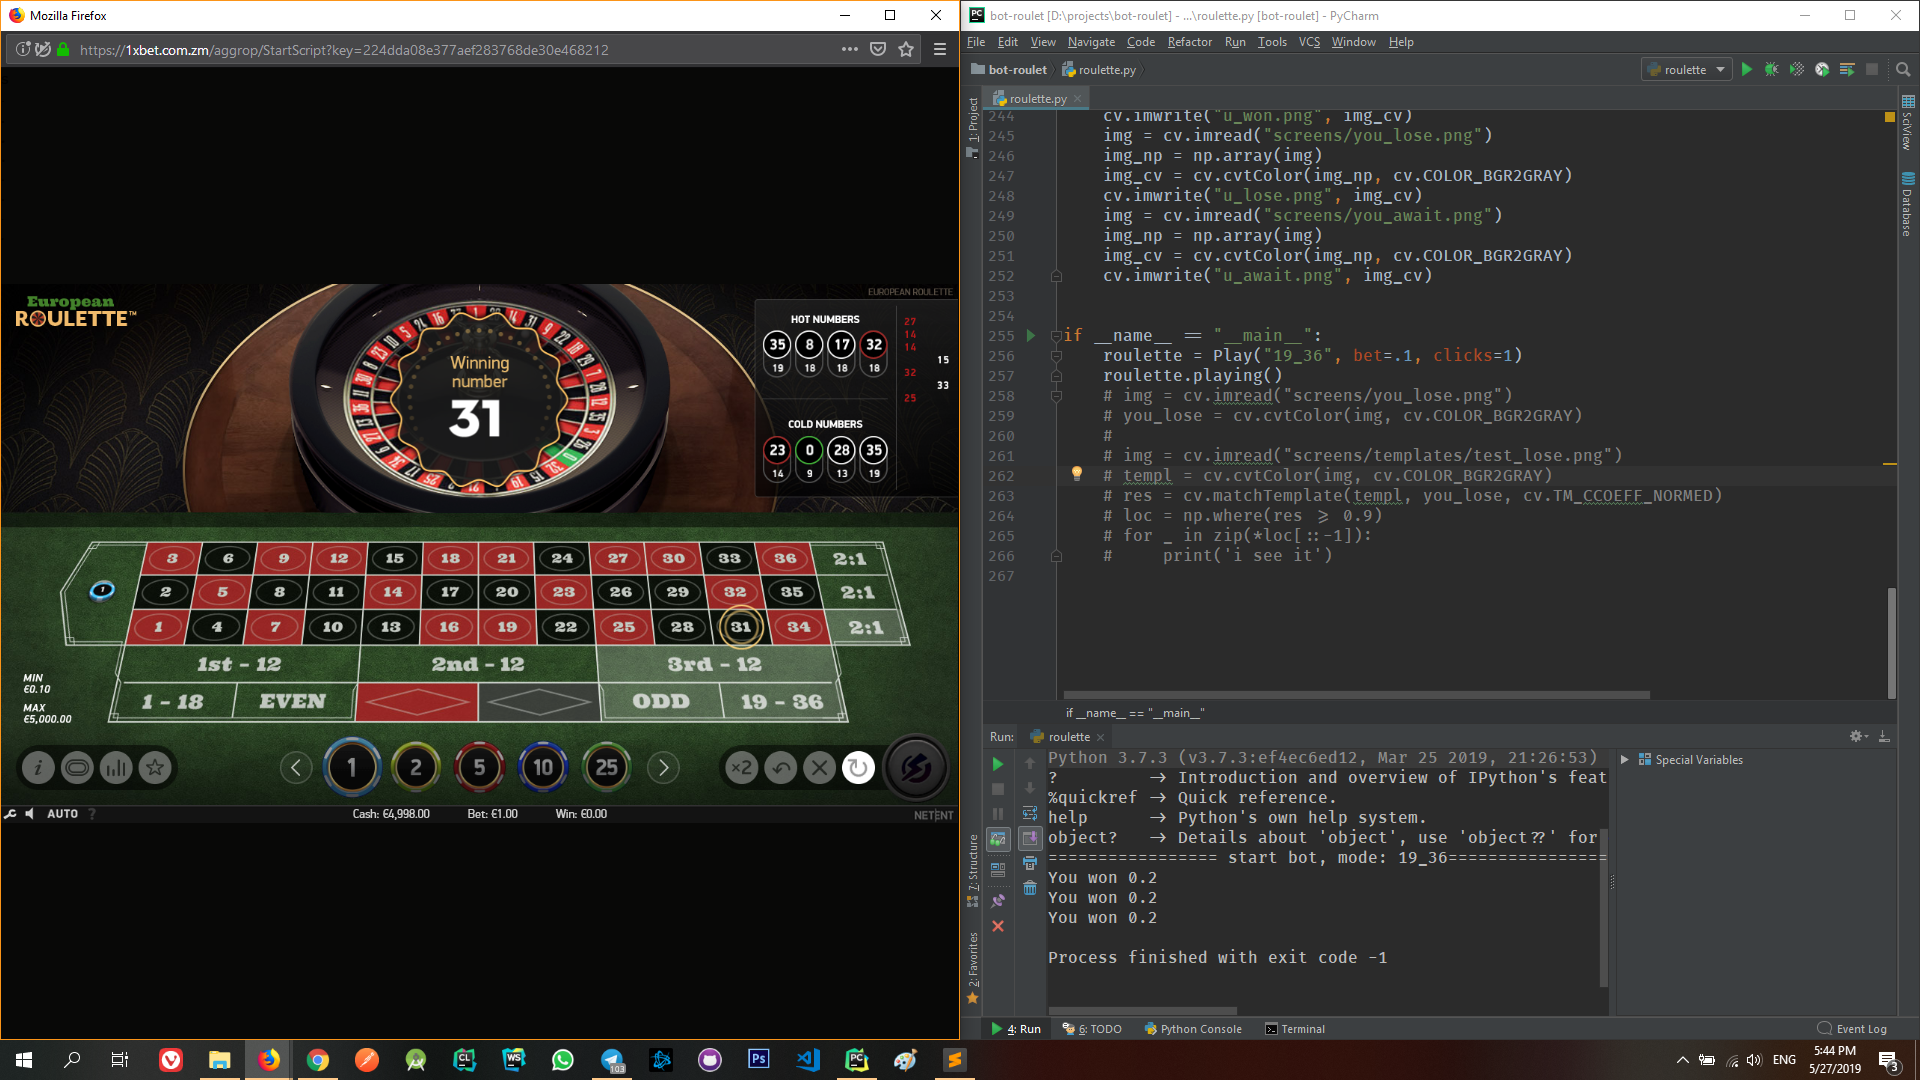 Mozilla Firefox
https://1xbet.com.zm/aggrop/StartScript?key=224dda08e377aef283768de30e468212
European
ROULETTE™
EUROPEAN ROULETTE
Winning
number
31
HOT NUMBERS
35 8 17 32
19 18 18 18
COLD NUMBERS
23 0 28 35
14 9 13 19
27
14
14
15
32
33
25
3 6 9 12 15 18 21 24 27 30 33 36 2:1
1 2 5 8 11 14 17 20 23 26 29 32 35 2:1
1 4 7 10 13 16 19 22 25 28 31 34 2:1
1st - 12 2nd - 12 3rd - 12
1 - 18 EVEN ODD 19 - 36
MIN
€0.10
MAX
€5,000.00
1 2 5 10 25 ×2
AUTO ?
Cash: €4,998.00 Bet: €1.00 Win: €0.00
NETENT
bot-roulet [D:\projects\bot-roulet] - ...\roulette.py [bot-roulet] - PyCharm
File Edit View Navigate Code Refactor Run Tools VCS Window Help
bot-roulet roulette.py
roulette
1: Project
roulette.py
SciView
Database
244 cv.imwrite("u_won.png", img_cv)
245 img = cv.imread("screens/you_lose.png")
246 img_np = np.array(img)
247 img_cv = cv.cvtColor(img_np, cv.COLOR_BGR2GRAY)
248 cv.imwrite("u_lose.png", img_cv)
249 img = cv.imread("screens/you_await.png")
250 img_np = np.array(img)
251 img_cv = cv.cvtColor(img_np, cv.COLOR_BGR2GRAY)
252 cv.imwrite("u_await.png", img_cv)
253
254
255 if __name__ == "__main__":
256 roulette = Play("19_36", bet=.1, clicks=1)
257 roulette.playing()
258 # img = cv.imread("screens/you_lose.png")
259 # you_lose = cv.cvtColor(img, cv.COLOR_BGR2GRAY)
260 #
261 # img = cv.imread("screens/templates/test_lose.png")
262 # templ = cv.cvtColor(img, cv.COLOR_BGR2GRAY)
263 # res = cv.matchTemplate(templ, you_lose, cv.TM_CCOEFF_NORMED)
264 # loc = np.where(res >= 0.9)
265 # for _ in zip(*loc[::-1]):
266 # print('i see it')
267
if __name__ == "__main__"
Run: roulette
7: Structure
2: Favorites
Python 3.7.3 (v3.7.3:ef4ec6ed12, Mar 25 2019, 21:26:53)
? -> Introduction and overview of IPython's feat
%quickref -> Quick reference.
help -> Python's own help system.
object? -> Details about 'object', use 'object??' for
================= start bot, mode: 19_36================
You won 0.2
You won 0.2
You won 0.2
Process finished with exit code -1
Special Variables
4: Run 6: TODO Python Console Terminal Event Log
103
ENG
5:44 PM
5/27/2019
3